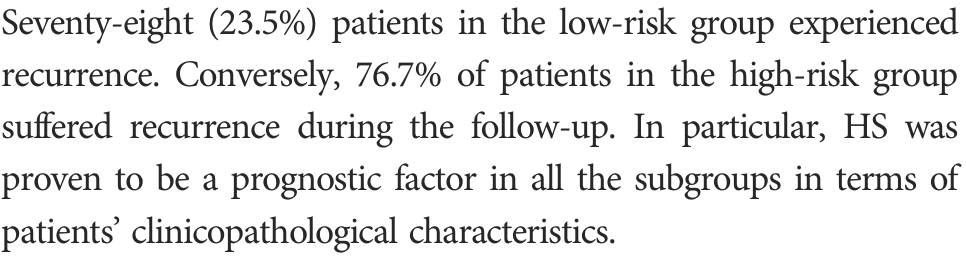 Seventy-eight (23.5%) patients in the low-risk group experienced
recurrence. Conversely, 76.7% of patients in the high-risk group
suffered recurrence during the follow-up. In particular, HS was
proven to be a prognostic factor in all the subgroups in terms of
patients’ clinicopathological characteristics.